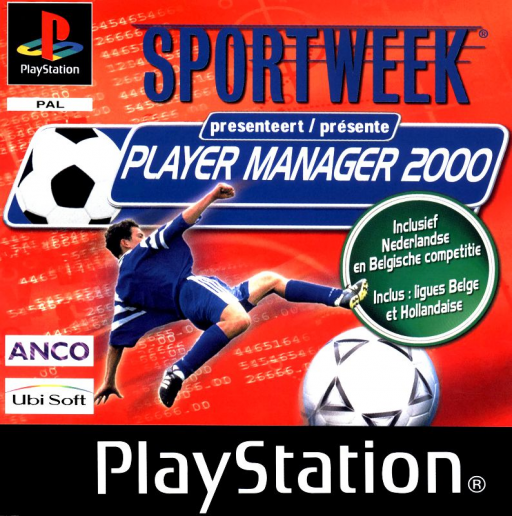 PlayStation
PAL
SPORTWEEK®
presenteert / présente
PLAYER MANAGER 2000
Inclusief
Nederlandse
en Belgische competitie
Inclus : ligues Belge
et Hollandaise
ANCO
Ubi Soft
PlayStation®